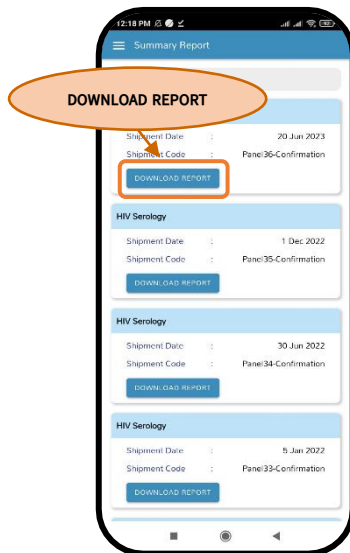 12:18 PM
Summary Report
DOWNLOAD REPORT
Shipment Date : 20 Jun 2023
Shipment Code : Panel36-Confirmation
DOWNLOAD REPORT
HIV Serology
Shipment Date : 1 Dec 2022
Shipment Code : Panel35-Confirmation
DOWNLOAD REPORT
HIV Serology
Shipment Date : 30 Jun 2022
Shipment Code : Panel34-Confirmation
DOWNLOAD REPORT
HIV Serology
Shipment Date : 5 Jan 2022
Shipment Code : Panel33-Confirmation
DOWNLOAD REPORT